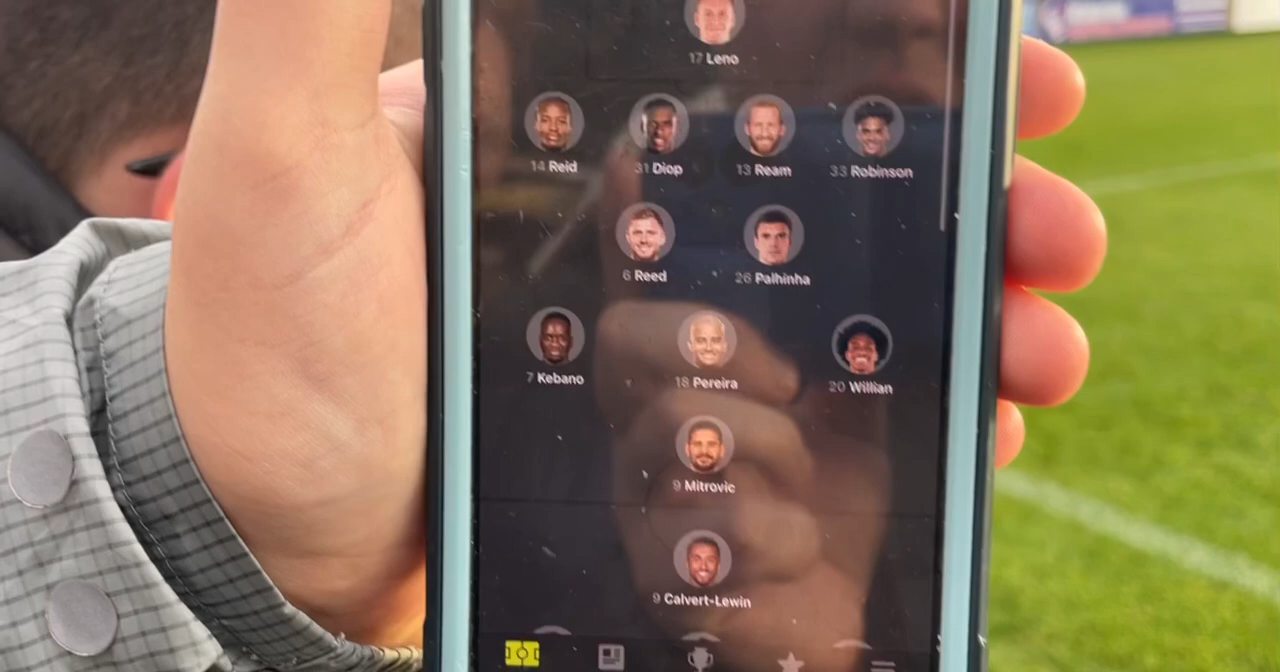 17 Leno
14 Reid 31 Diop 13 Ream 33 Robinson
6 Reed 26 Palhinha
7 Kebano 18 Pereira 20 Willian
9 Mitrovic
9 Calvert-Lewin